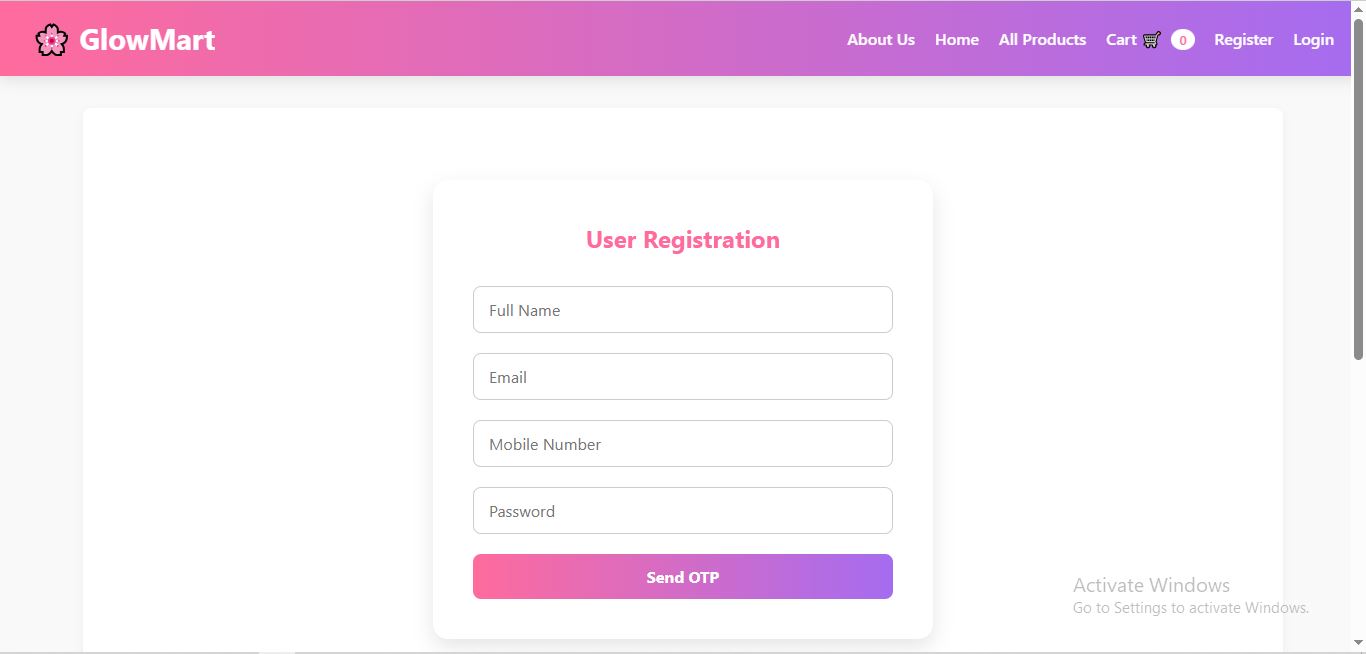 GlowMart
About Us Home All Products Cart 0 Register Login
User Registration
Full Name
Email
Mobile Number
Password
Send OTP
Activate Windows
Go to Settings to activate Windows.